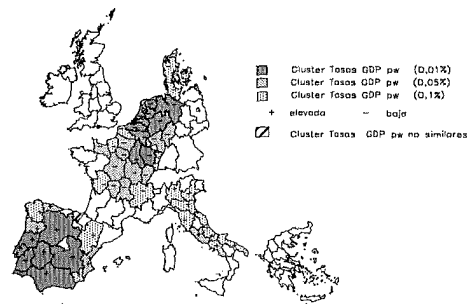 Cluster Tasas GDP pw (0,01%)
Cluster Tasas GDP pw (0,05%)
Cluster Tasas GDP pw (0,1%)
+ elevada - baja
Cluster Tasas GDP pw no similares